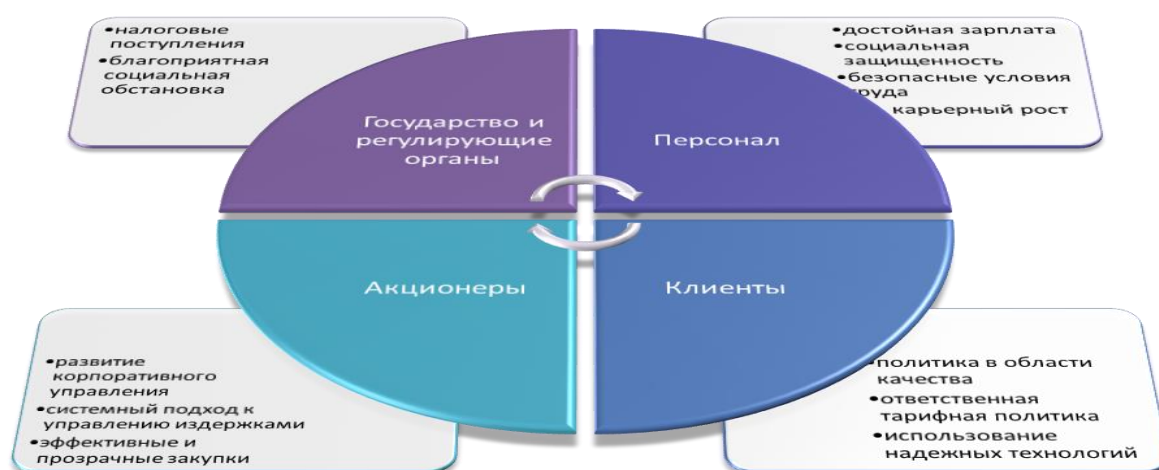 •налоговые
поступления
•благоприятная
социальная
обстановка
Государство и
регулирующие
органы
•достойная зарплата
•социальная
защищенность
•безопасные условия
труда
карьерный рост
Персонал
Акционеры
•развитие
корпоративного
управления
•системный подход к
управлению издержками
•эффективные и
прозрачные закупки
Клиенты
•политика в области
качества
•ответственная
тарифная политика
•использование
надежных технологий